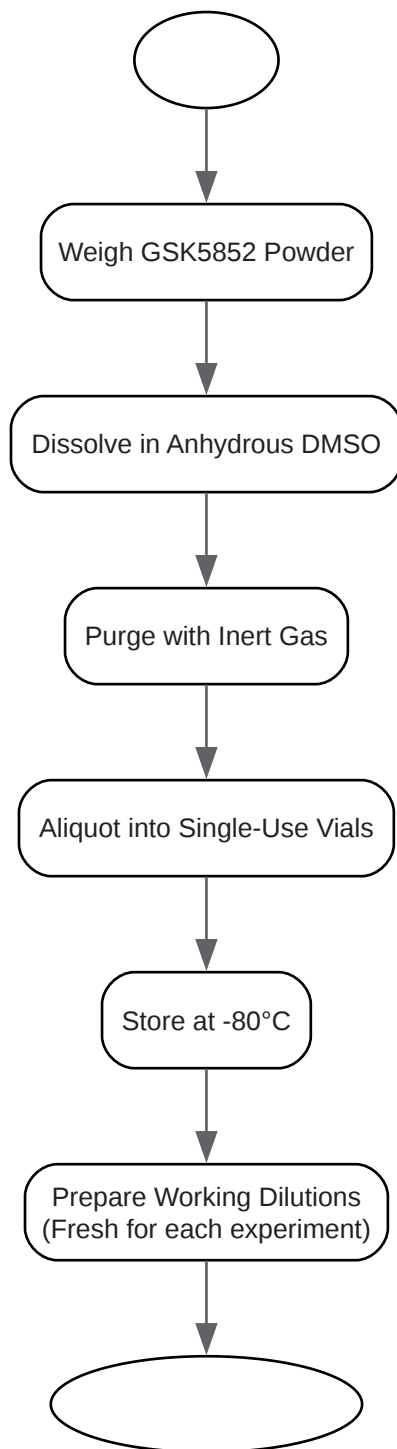 Weigh GSK5852 Powder
Dissolve in Anhydrous DMSO
Purge with Inert Gas
Aliquot into Single-Use Vials
Store at -80°C
Prepare Working Dilutions
(Fresh for each experiment)